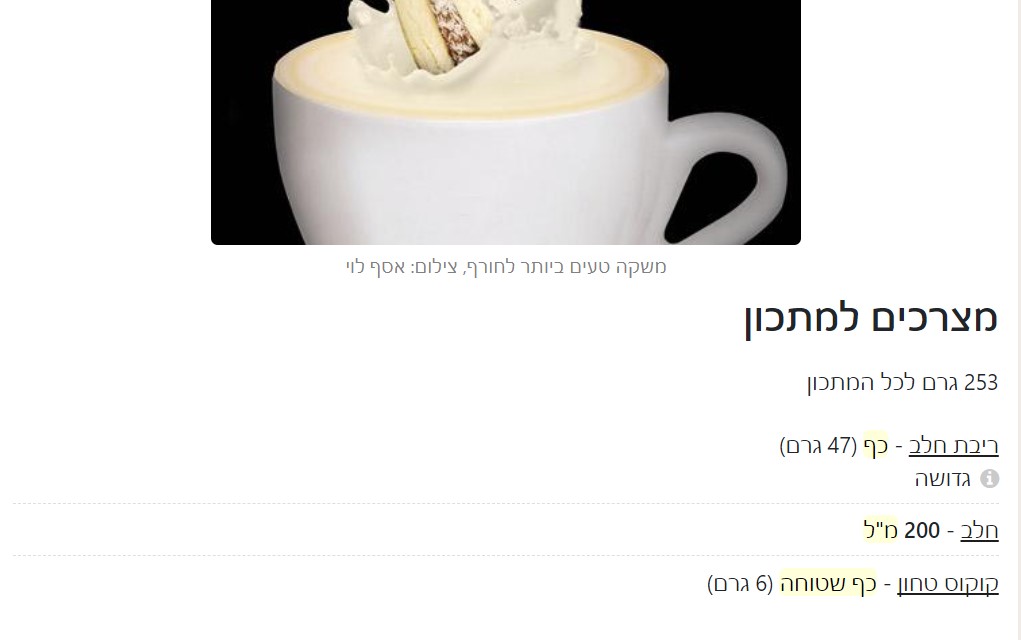 משקה טעים ביותר לחורף, צילום: אסף לוי
מצרכים למתכון
253 גרם לכל המתכון
ריבת חלב - כף (47 גרם)
גדושה
חלב - 200 מ"ל
קוקוס טחון - כף שטוחה (6 גרם)